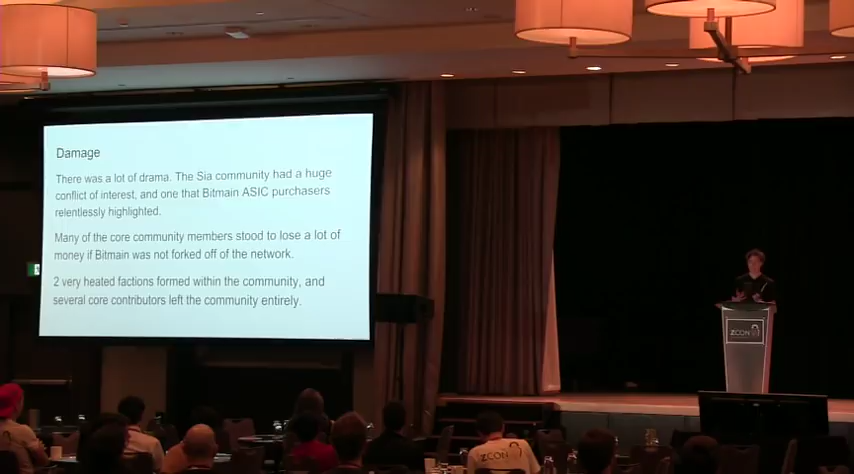 Damage
There was a lot of drama. The Sia community had a huge
conflict of interest, and one that Bitmain ASIC purchasers
relentlessly highlighted.
Many of the core community members stood to lose a lot of
money if Bitmain was not forked off of the network.
2 very heated factions formed within the community, and
several core contributors left the community entirely.
ZCON
ZCON